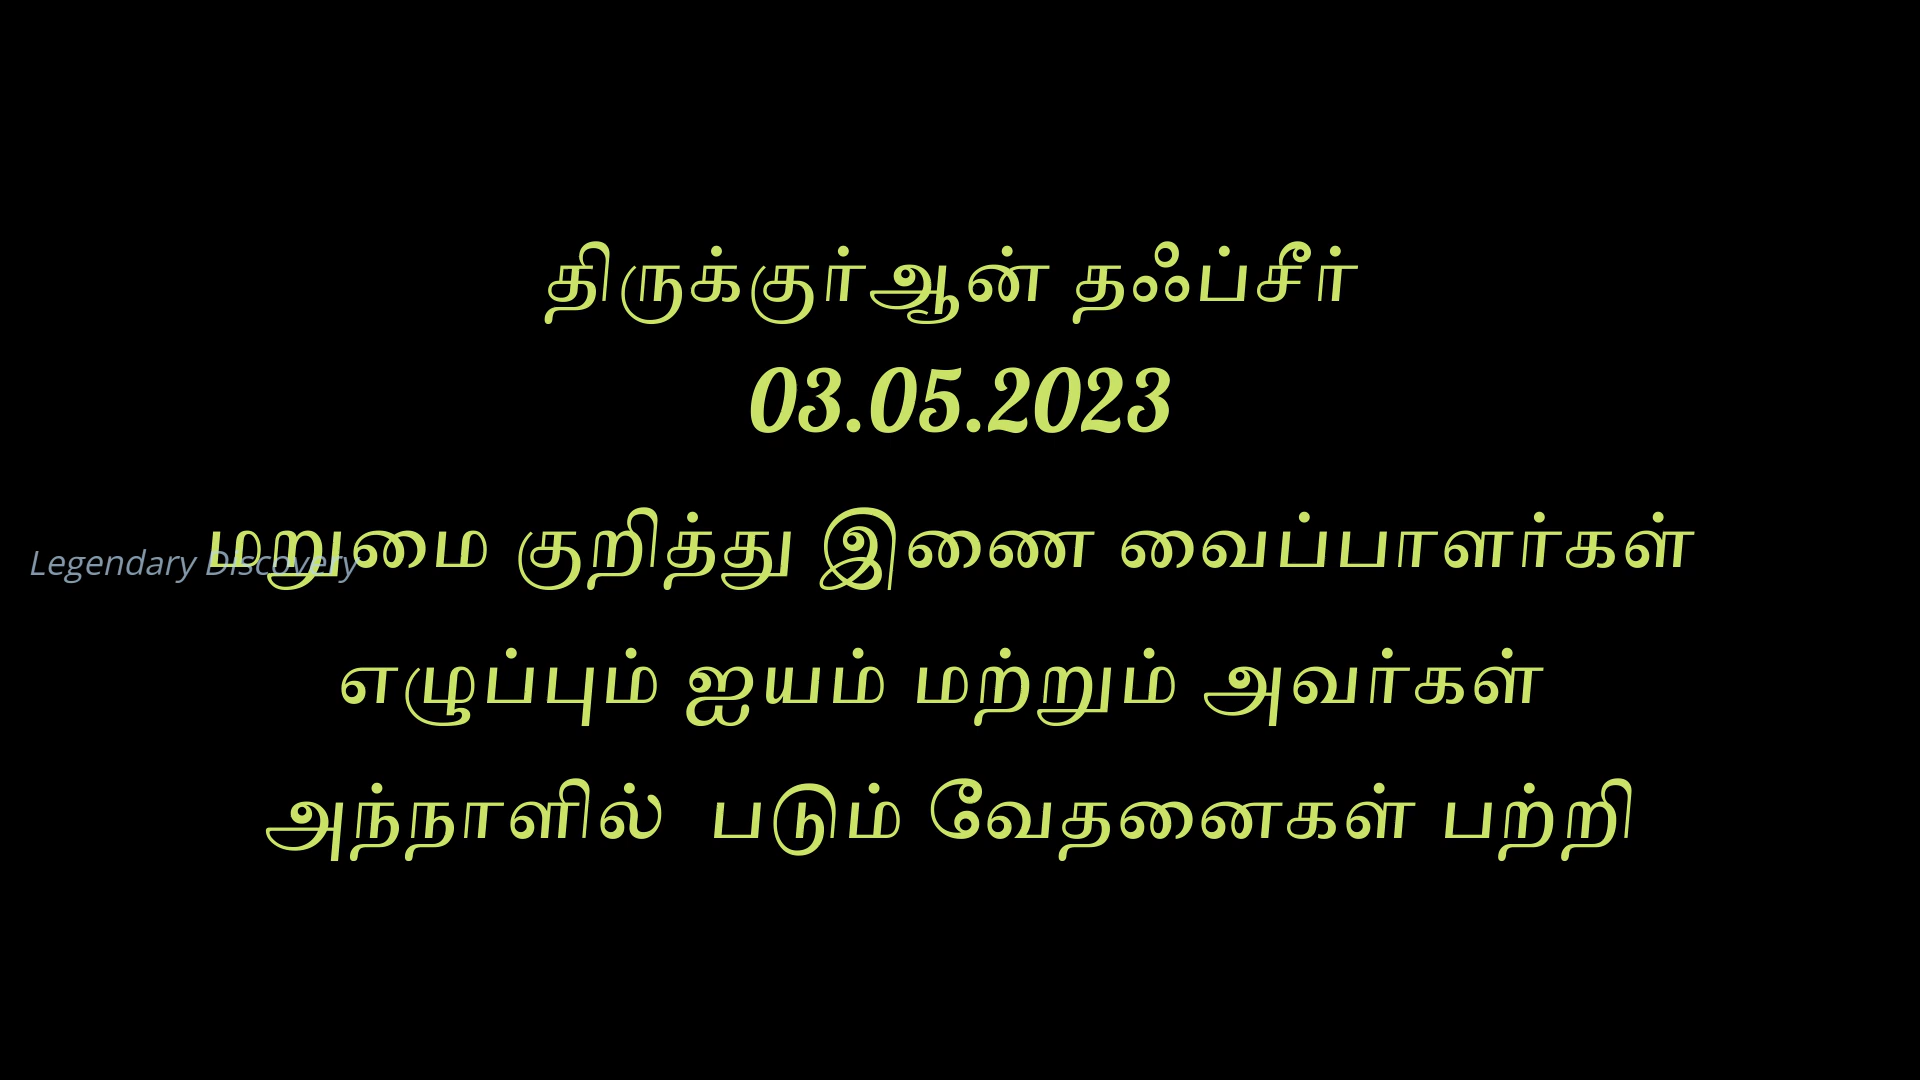 திருக்குர்ஆன் தஃப்சீர்
03.05.2023
மறுமை குறித்து இணை வைப்பாளர்கள்
Legendary Discovery
எழுப்பும் ஐயம் மற்றும் அவர்கள்
அந்நாளில் படும் வேதனைகள் பற்றி